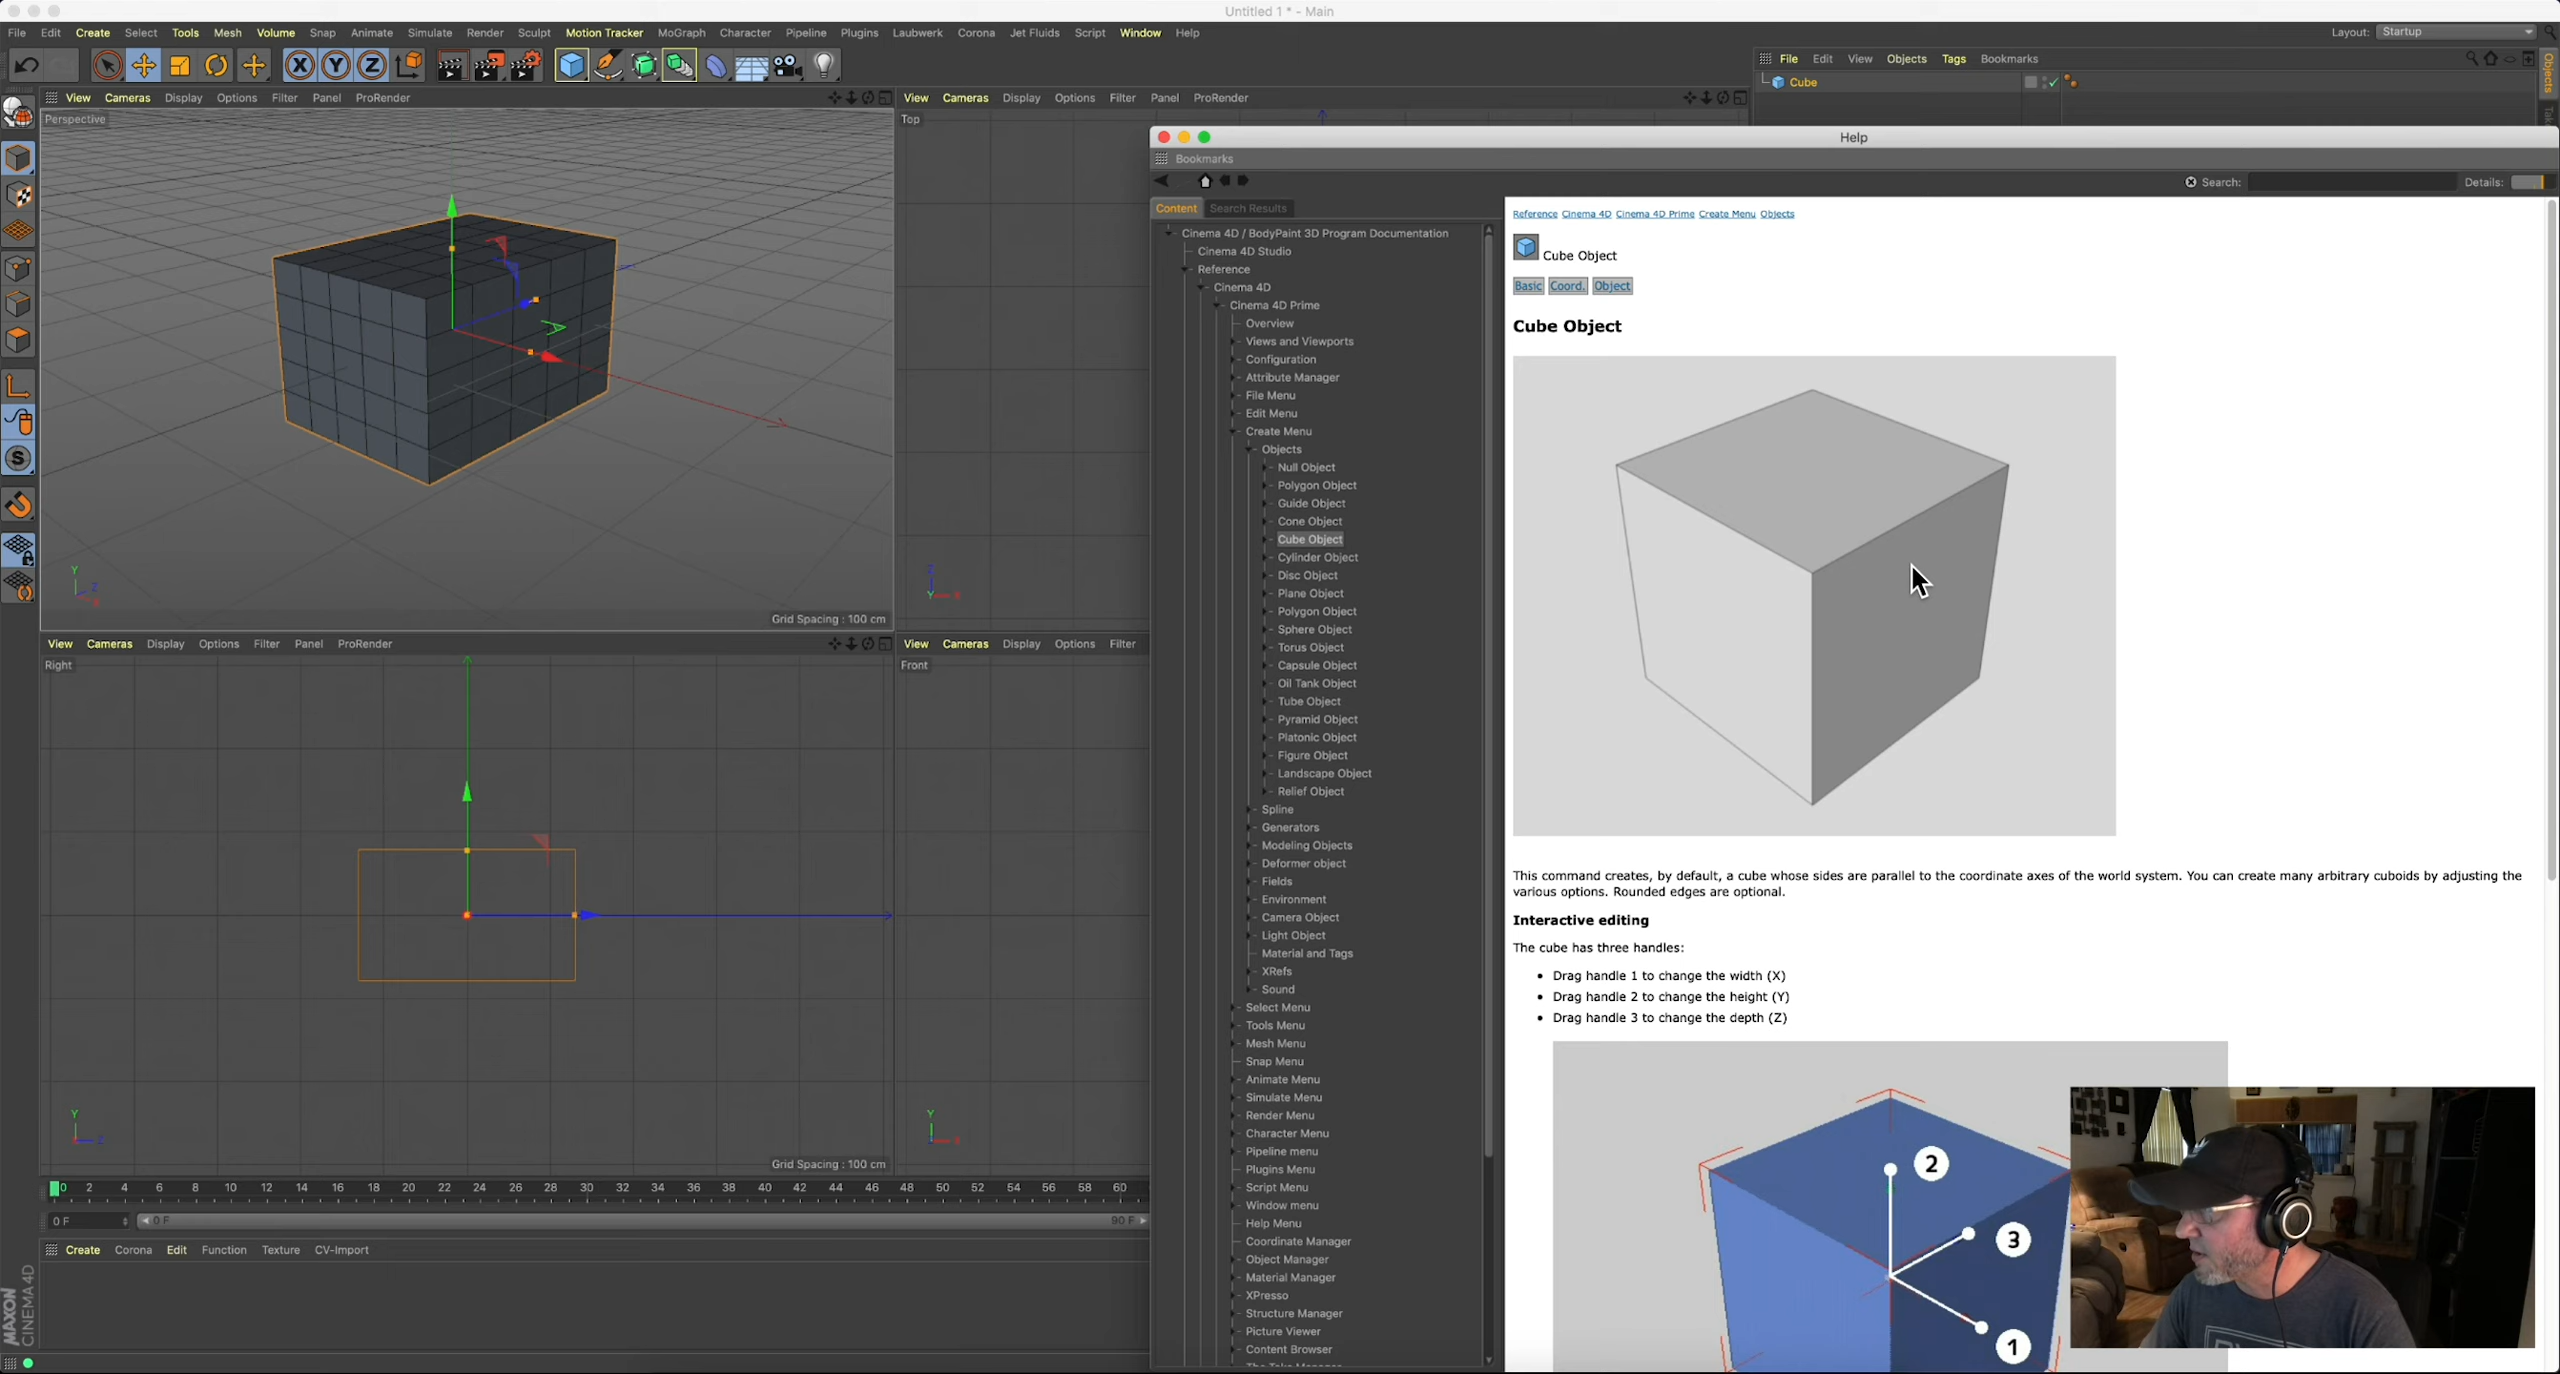 Untitled 1 * - Main
File Edit Create Select Tools Mesh Volume Snap Animate Simulate Render Sculpt Motion Tracker MoGraph Character Pipeline Plugins Laubwerk Corona Jet Fluids Script Window Help
Layout: Startup
X Y Z
File Edit View Objects Tags Bookmarks
Objects
Cube
View Cameras Display Options Filter Panel ProRender
Perspective
Y
Z
X
Grid Spacing : 100 cm
View Cameras Display Options Filter Panel ProRender
Top
Z
Y X
View Cameras Display Options Filter Panel ProRender
Right
Y
Z
Grid Spacing : 100 cm
View Cameras Display Options Filter
Front
Y
X
S
0 2 4 6 8 10 12 14 16 18 20 22 24 26 28 30 32 34 36 38 40 42 44 46 48 50 52 54 56 58 60
0 F
0 F
90 F
Create Corona Edit Function Texture CV-Import
MAXON
CINEMA 4D
Help
Bookmarks
Search:
Details:
Content Search Results
Cinema 4D / BodyPaint 3D Program Documentation
Cinema 4D Studio
Reference
Cinema 4D
Cinema 4D Prime
Overview
Views and Viewports
Configuration
Attribute Manager
File Menu
Edit Menu
Create Menu
Objects
Null Object
Polygon Object
Guide Object
Cone Object
Cube Object
Cylinder Object
Disc Object
Plane Object
Polygon Object
Sphere Object
Torus Object
Capsule Object
Oil Tank Object
Tube Object
Pyramid Object
Platonic Object
Figure Object
Landscape Object
Relief Object
Spline
Generators
Modeling Objects
Deformer object
Fields
Environment
Camera Object
Light Object
Material and Tags
XRefs
Sound
Select Menu
Tools Menu
Mesh Menu
Snap Menu
Animate Menu
Simulate Menu
Render Menu
Character Menu
Pipeline menu
Plugins Menu
Script Menu
Window menu
Help Menu
Coordinate Manager
Object Manager
Material Manager
XPresso
Structure Manager
Picture Viewer
Content Browser
Reference Cinema 4D Cinema 4D Prime Create Menu Objects
Cube Object
Basic Coord. Object
Cube Object
This command creates, by default, a cube whose sides are parallel to the coordinate axes of the world system. You can create many arbitrary cuboids by adjusting the
various options. Rounded edges are optional.
Interactive editing
The cube has three handles:
• Drag handle 1 to change the width (X)
• Drag handle 2 to change the height (Y)
• Drag handle 3 to change the depth (Z)
2
3
1